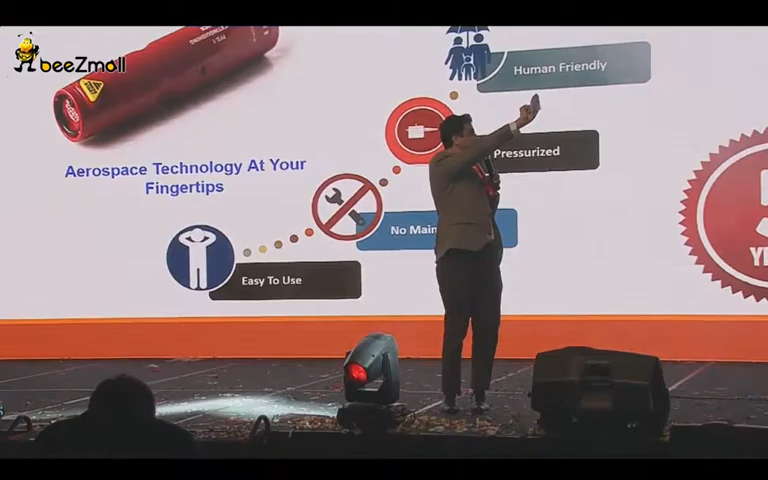 beeZmall
Human Friendly
Pressurized
Aerospace Technology At Your
Fingertips
No Main
Easy To Use